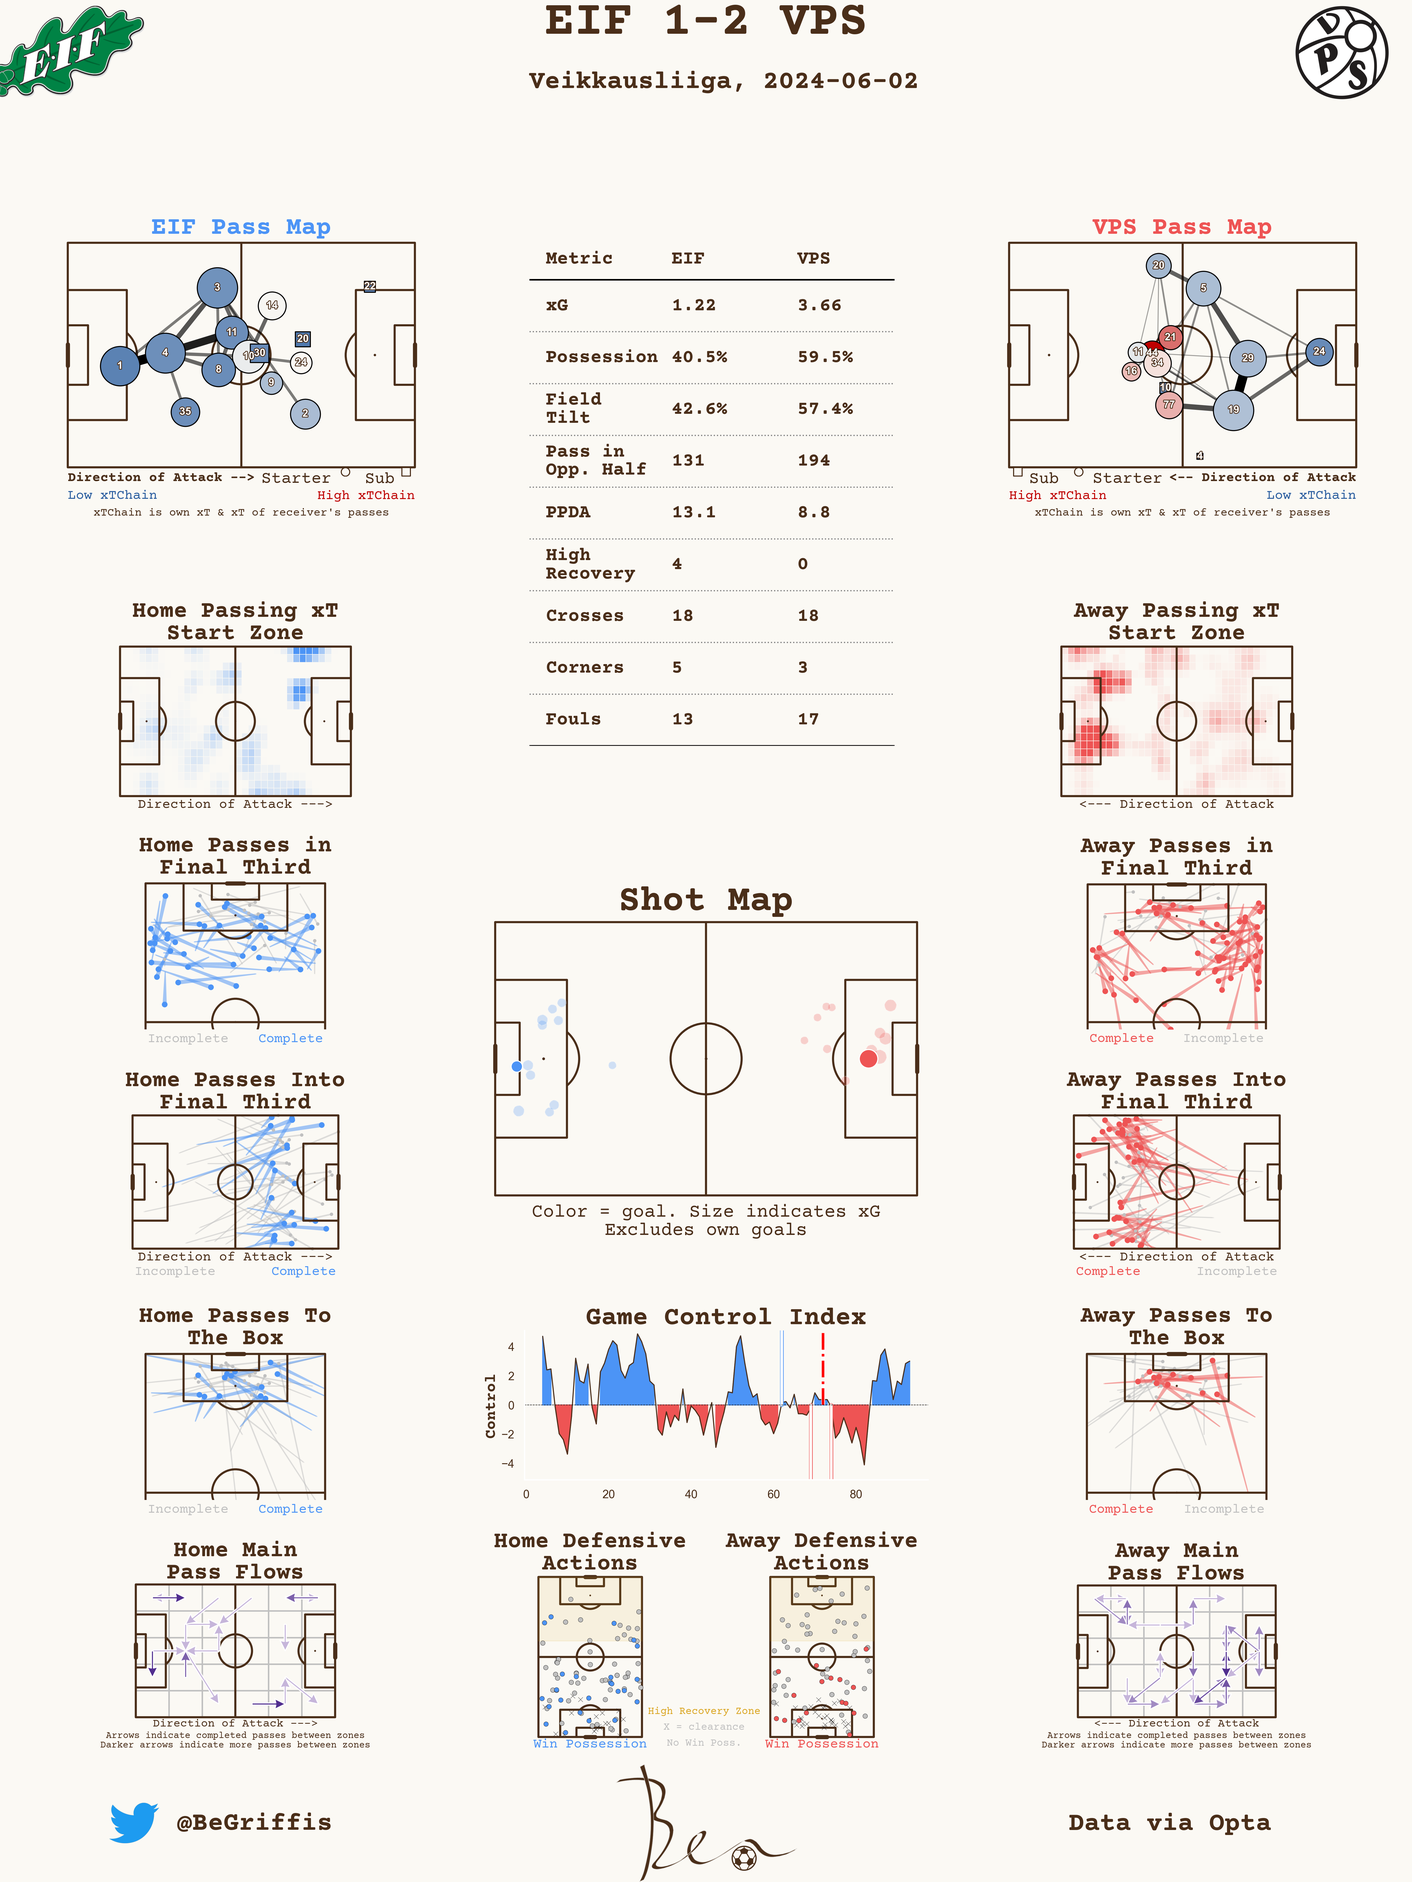 EIF 1-2 VPS
Veikkausliiga, 2024-06-02
E·I·F
VPS
EIF Pass Map
3
14
22
11
20
4
10
30
24
1
8
9
35
2
Direction of Attack --> Starter Sub
Low xTChain High xTChain
xTChain is own xT & xT of receiver's passes
Metric EIF VPS
xG 1.22 3.66
Possession 40.5% 59.5%
Field
Tilt 42.6% 57.4%
Pass in
Opp. Half 131 194
PPDA 13.1 8.8
High
Recovery 4 0
Crosses 18 18
Corners 5 3
Fouls 13 17
VPS Pass Map
20
5
21
11
44
34
29
24
16
10
77
19
4
Sub Starter <-- Direction of Attack
High xTChain Low xTChain
xTChain is own xT & xT of receiver's passes
Home Passing xT
Start Zone
Direction of Attack --->
Away Passing xT
Start Zone
<--- Direction of Attack
Home Passes in
Final Third
Incomplete Complete
Away Passes in
Final Third
Complete Incomplete
Shot Map
Color = goal. Size indicates xG
Excludes own goals
Home Passes Into
Final Third
Direction of Attack --->
Incomplete Complete
Away Passes Into
Final Third
<--- Direction of Attack
Complete Incomplete
Home Passes To
The Box
Incomplete Complete
Game Control Index
Control
4
2
0
−2
−4
0 20 40 60 80
Away Passes To
The Box
Complete Incomplete
Home Main
Pass Flows
Direction of Attack --->
Arrows indicate completed passes between zones
Darker arrows indicate more passes between zones
Home Defensive
Actions
Win Possession
High Recovery Zone
X = clearance
No Win Poss.
Away Defensive
Actions
Win Possession
Away Main
Pass Flows
<--- Direction of Attack
Arrows indicate completed passes between zones
Darker arrows indicate more passes between zones
@BeGriffis
Ben
Data via Opta